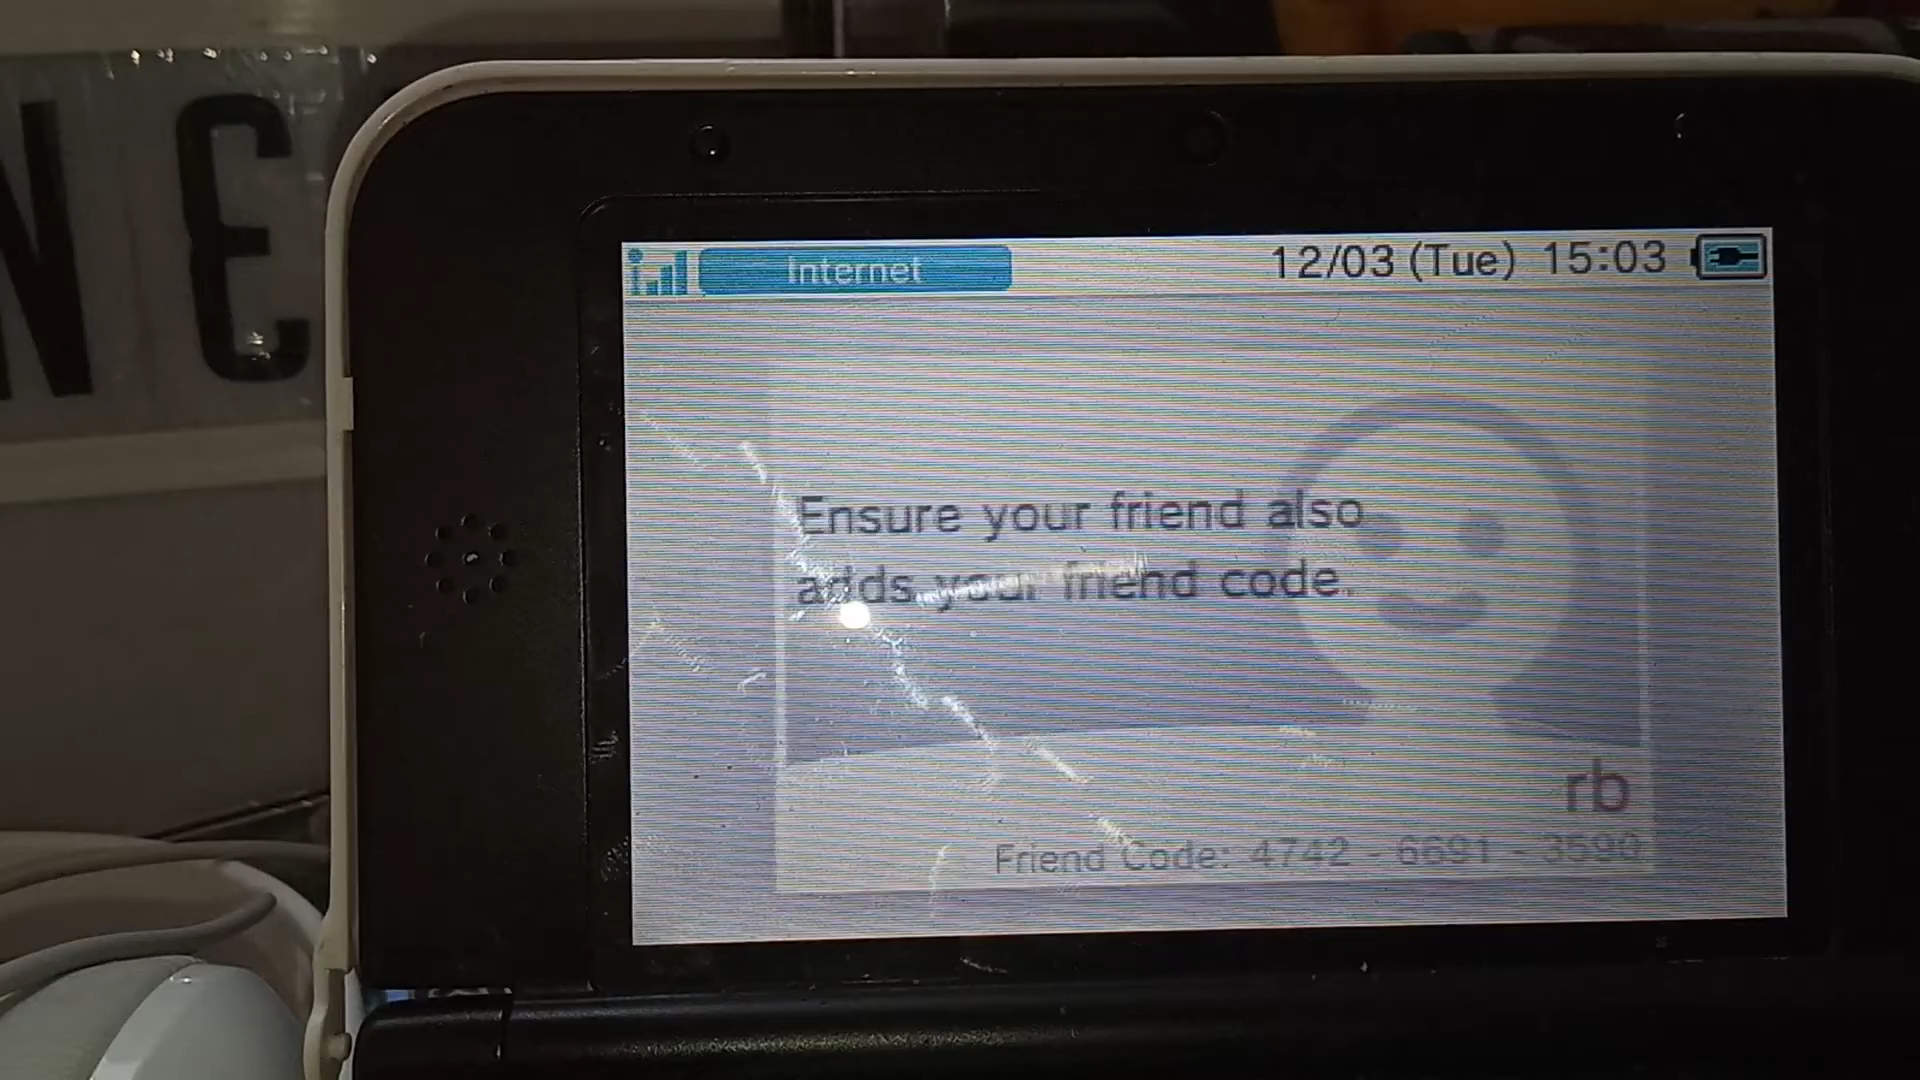 NE
Internet 12/03 (Tue) 15:03
Ensure your friend also
adds your friend code.
rb
Friend Code: 4742 - 6691 - 3590